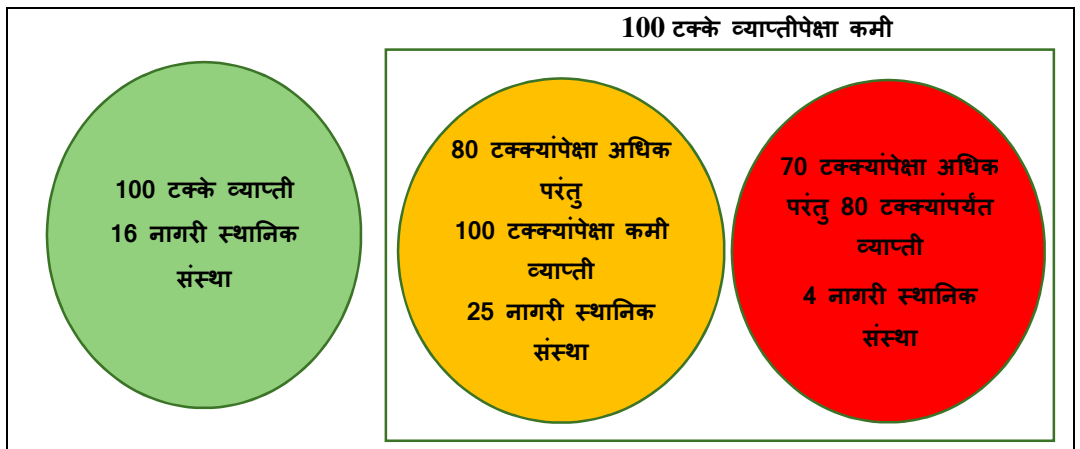 100 टक्के व्याप्तीपेक्षा कमी
100 टक्के व्याप्ती
16 नागरी स्थानिक
संस्था
80 टक्क्यांपेक्षा अधिक
परंतु
100 टक्क्यांपेक्षा कमी
व्याप्ती
25 नागरी स्थानिक
संस्था
70 टक्क्यांपेक्षा अधिक
परंतु 80 टक्क्यांपर्यंत
व्याप्ती
4 नागरी स्थानिक
संस्था